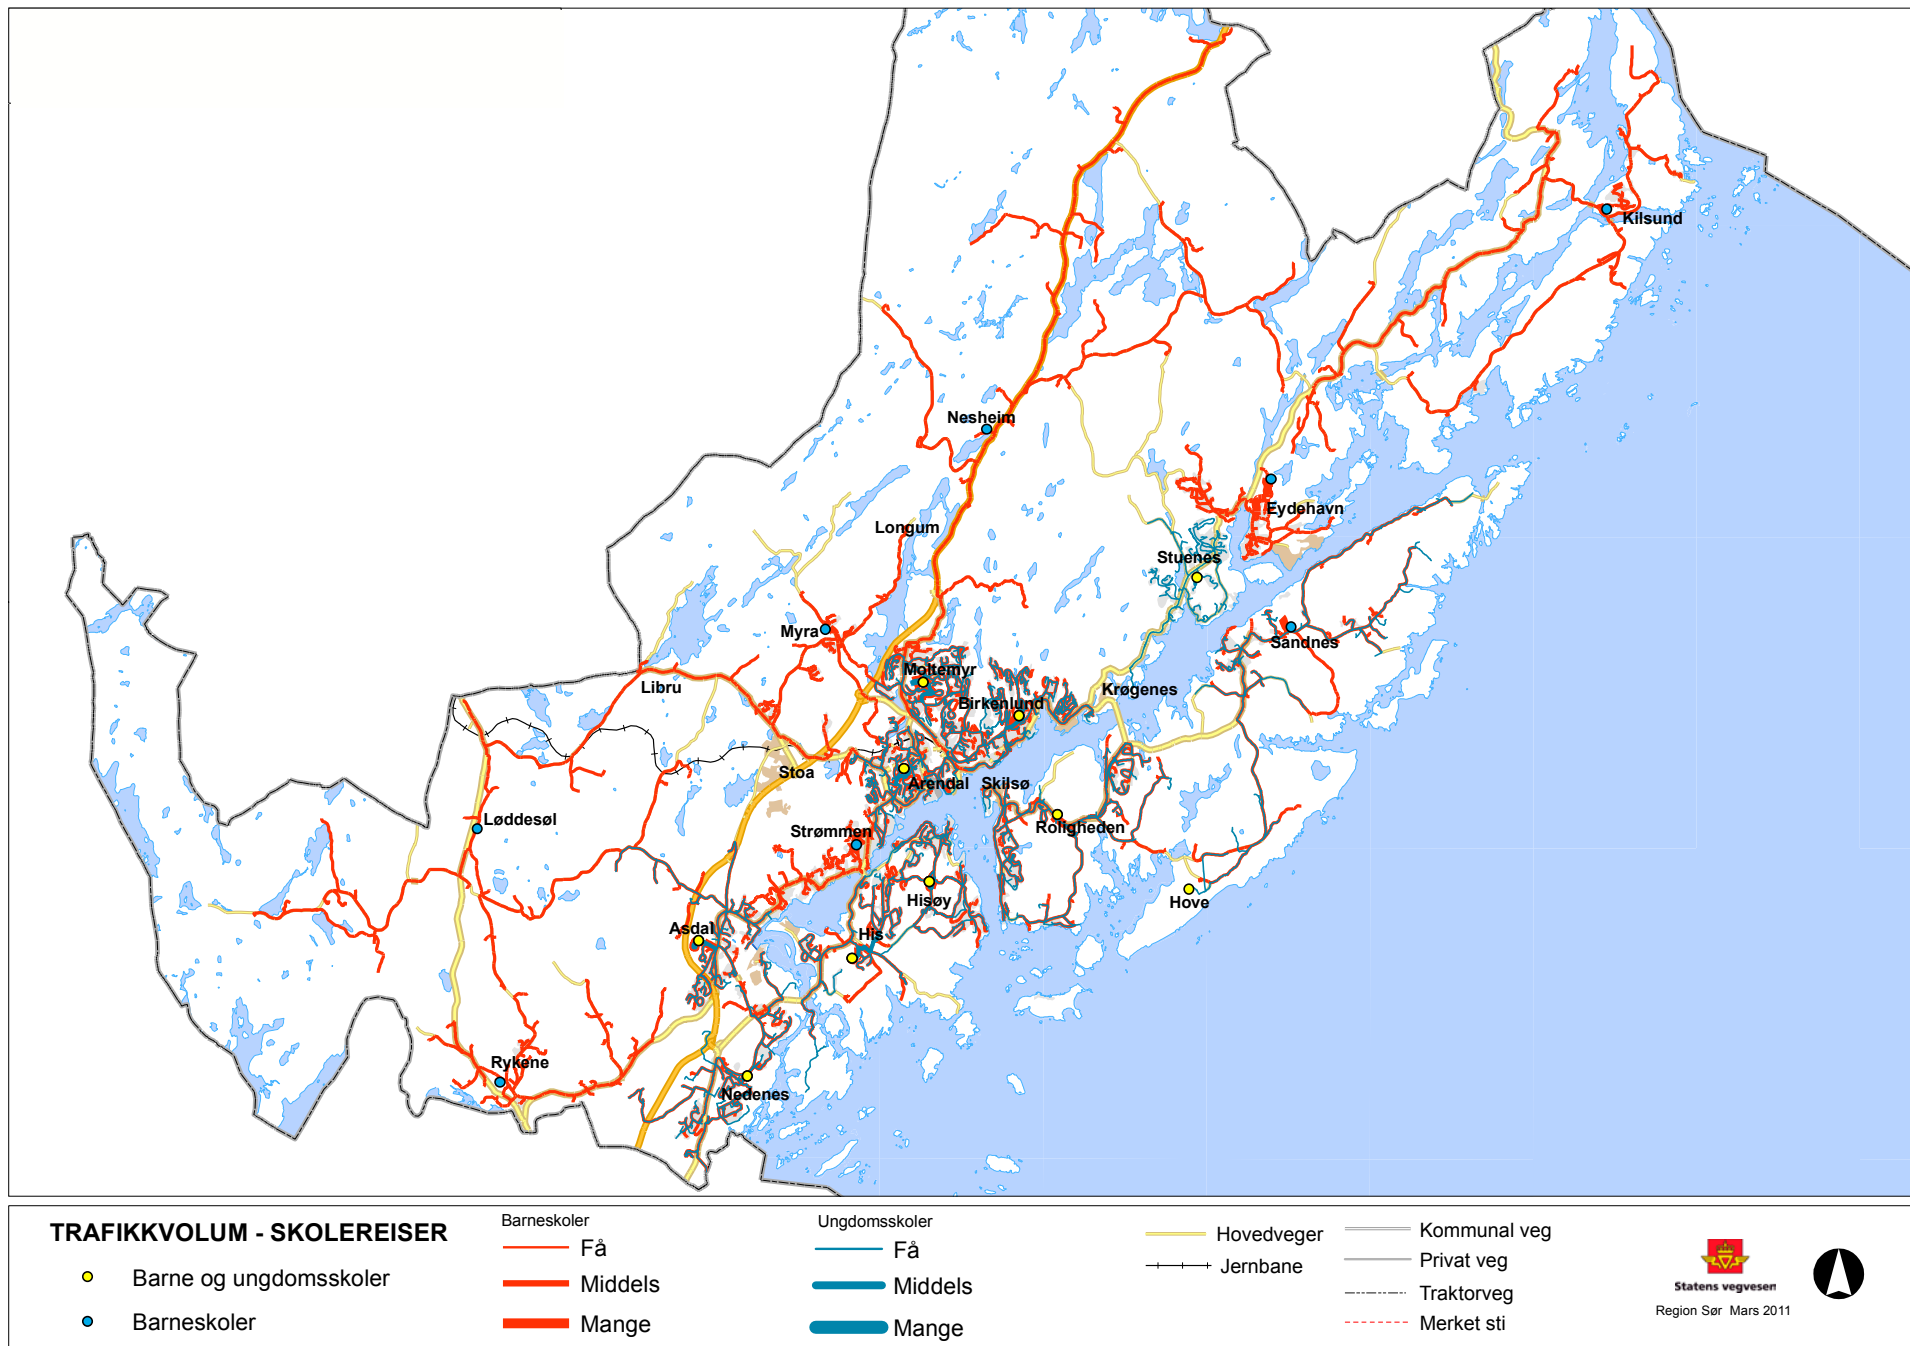 Kilsund
Nesheim
Eydehavn
Longum
Stuenes
Myra
Sandnes
Moltemyr
Libru
Krøgenes
Birkenlund
Stoa
Arendal
Skilsø
Løddesøl
Strømmen
Roligheden
Hisøy
Hove
Asdal
His
Rykene
Nedenes
TRAFIKKVOLUM - SKOLEREISER
Barne og ungdomsskoler
Barneskoler
Barneskoler
Få
Middels
Mange
Ungdomsskoler
Få
Middels
Mange
Hovedveger
Jernbane
Kommunal veg
Privat veg
Traktorveg
Merket sti
Statens vegvesen
Region Sør Mars 2011